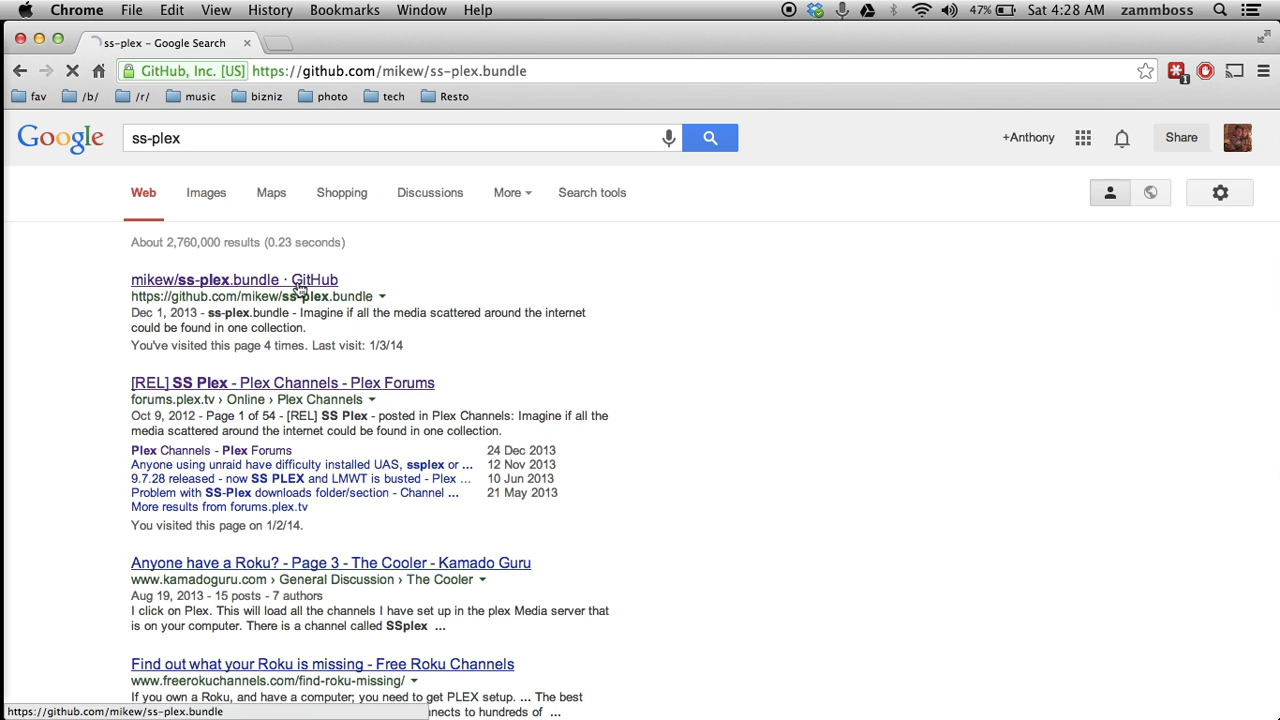 Chrome File Edit View History Bookmarks Window Help 47% Sat 4:28 AM zammboss
ss-plex - Google Search
GitHub, Inc. [US] https://github.com/mikew/ss-plex.bundle
fav /b/ /r/ music bizniz photo tech Resto
Google ss-plex +Anthony Share
Web Images Maps Shopping Discussions More Search tools
About 2,760,000 results (0.23 seconds)
mikew/ss-plex.bundle · GitHub
https://github.com/mikew/ss-plex.bundle
Dec 1, 2013 - ss-plex.bundle - Imagine if all the media scattered around the internet
could be found in one collection.
You've visited this page 4 times. Last visit: 1/3/14
[REL] SS Plex - Plex Channels - Plex Forums
forums.plex.tv › Online › Plex Channels
Oct 9, 2012 - Page 1 of 54 - [REL] SS Plex - posted in Plex Channels: Imagine if all the
media scattered around the internet could be found in one collection.
Plex Channels - Plex Forums 24 Dec 2013
Anyone using unraid have difficulty installed UAS, ssplex or ... 12 Nov 2013
9.7.28 released - now SS PLEX and LMWT is busted - Plex ... 10 Jun 2013
Problem with SS-Plex downloads folder/section - Channel ... 21 May 2013
More results from forums.plex.tv
You visited this page on 1/2/14.
Anyone have a Roku? - Page 3 - The Cooler - Kamado Guru
www.kamadoguru.com › General Discussion › The Cooler
Aug 19, 2013 - 15 posts - 7 authors
I click on Plex. This will load all the channels I have set up in the plex Media server that
is on your computer. There is a channel called SSplex ...
Find out what your Roku is missing - Free Roku Channels
www.freerokuchannels.com/find-roku-missing/
If you own a Roku, and have a computer; you need to get PLEX setup. ... The best
https://github.com/mikew/ss-plex.bundle nnects to hundreds of ...